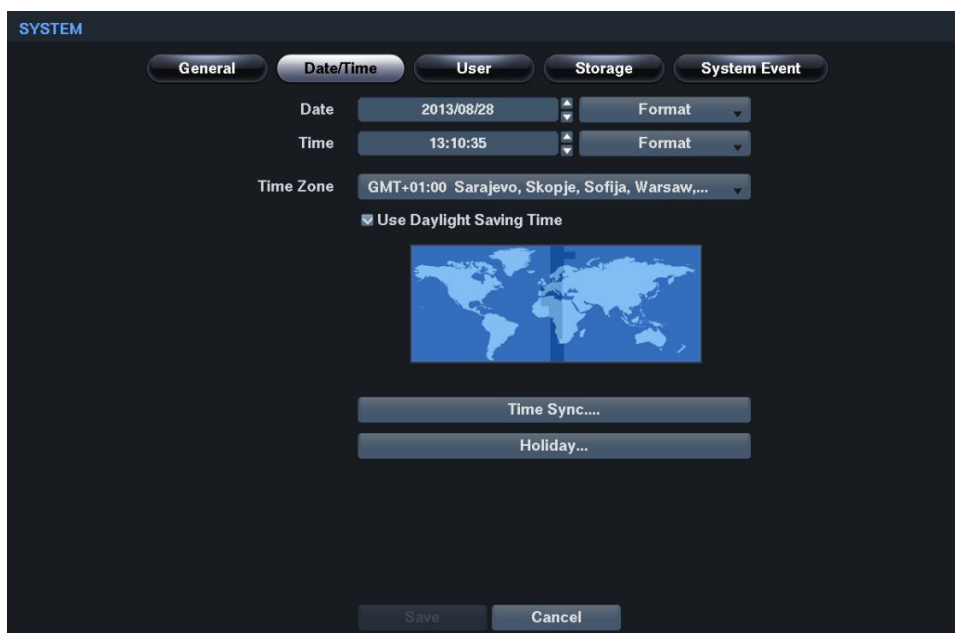 SYSTEM
General Date/Time User Storage System Event
Date 2013/08/28 Format
Time 13:10:35 Format
Time Zone GMT+01:00 Sarajevo, Skopje, Sofija, Warsaw,...
Use Daylight Saving Time
Time Sync....
Holiday...
Save Cancel